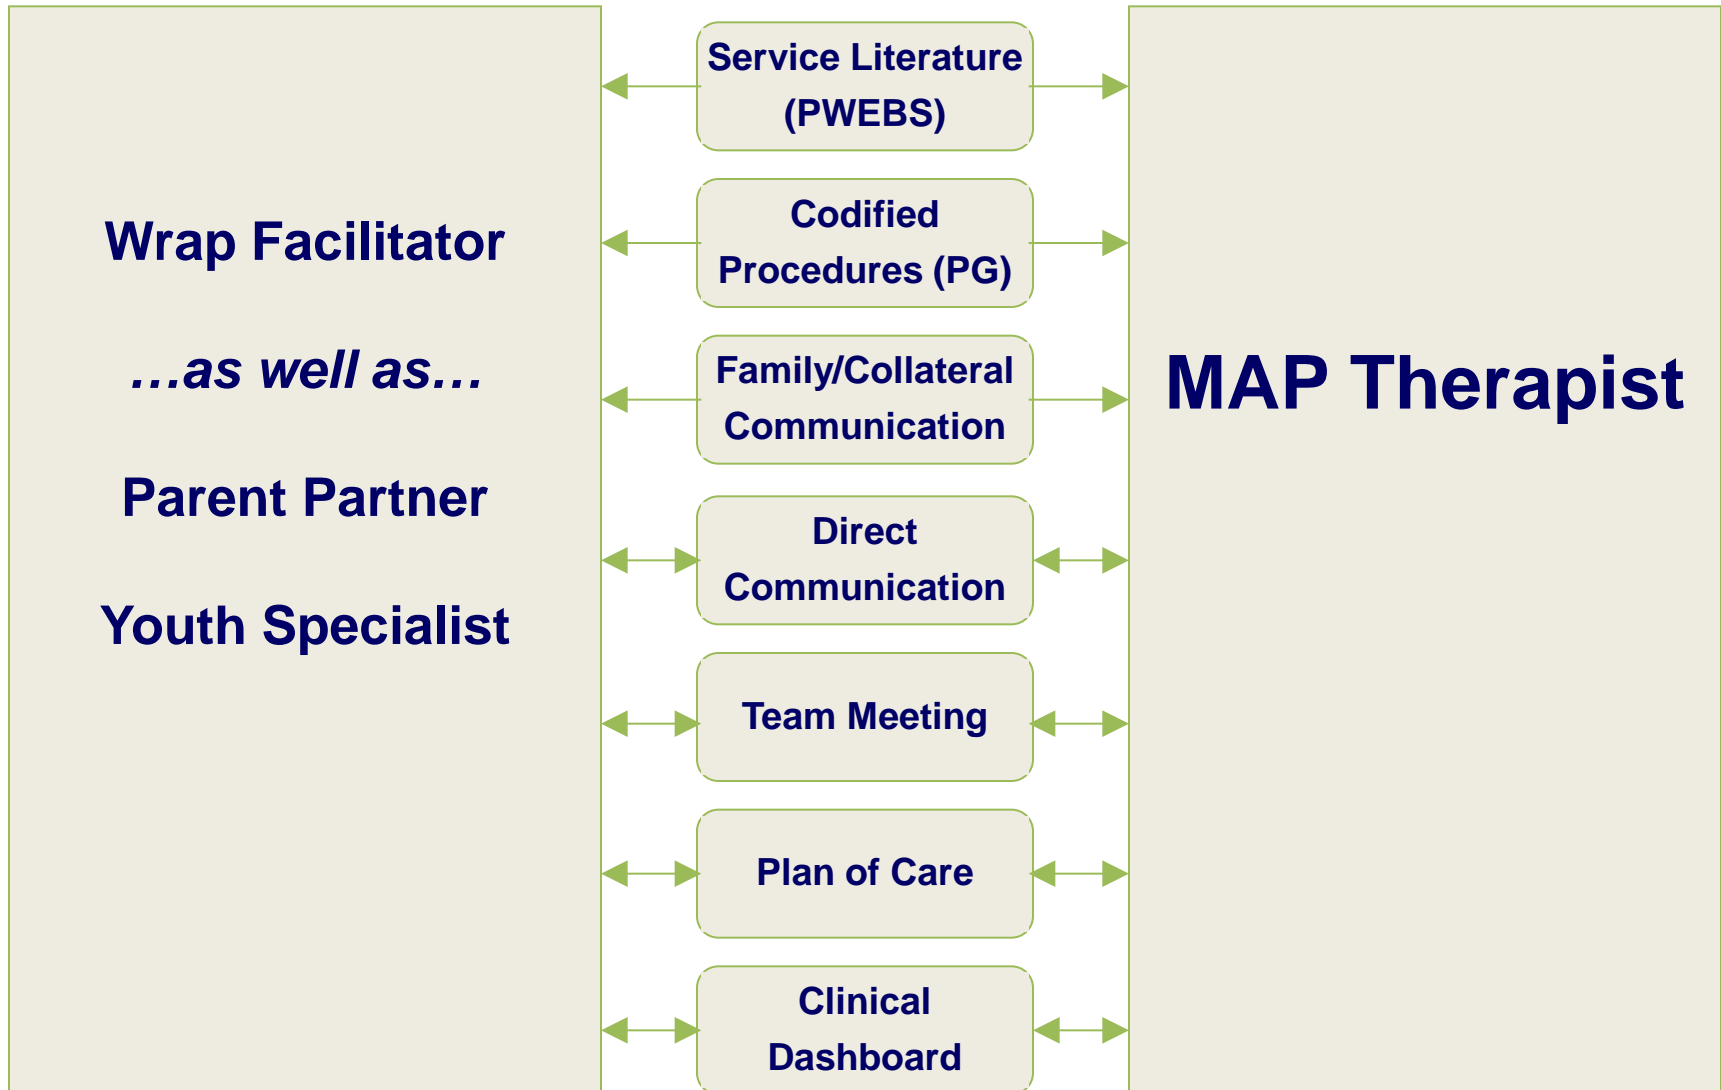 Wrap Facilitator
…as well as…
Parent Partner
Youth Specialist
Service Literature
(PWEBS)
Codified
Procedures (PG)
Family/Collateral
Communication
Direct
Communication
Team Meeting
Plan of Care
Clinical
Dashboard
MAP Therapist